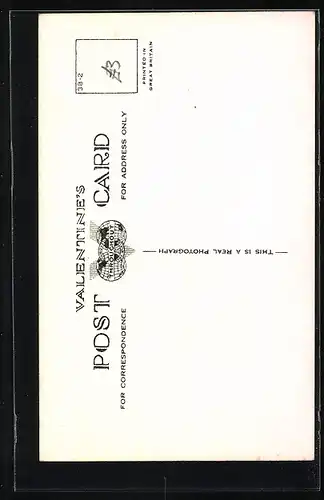 VALENTINE'S
POST CARD
FOR CORRESPONDENCE
FOR ADDRESS ONLY
38-2
PRINTED IN
GREAT BRITAIN
THIS IS A REAL PHOTOGRAPH